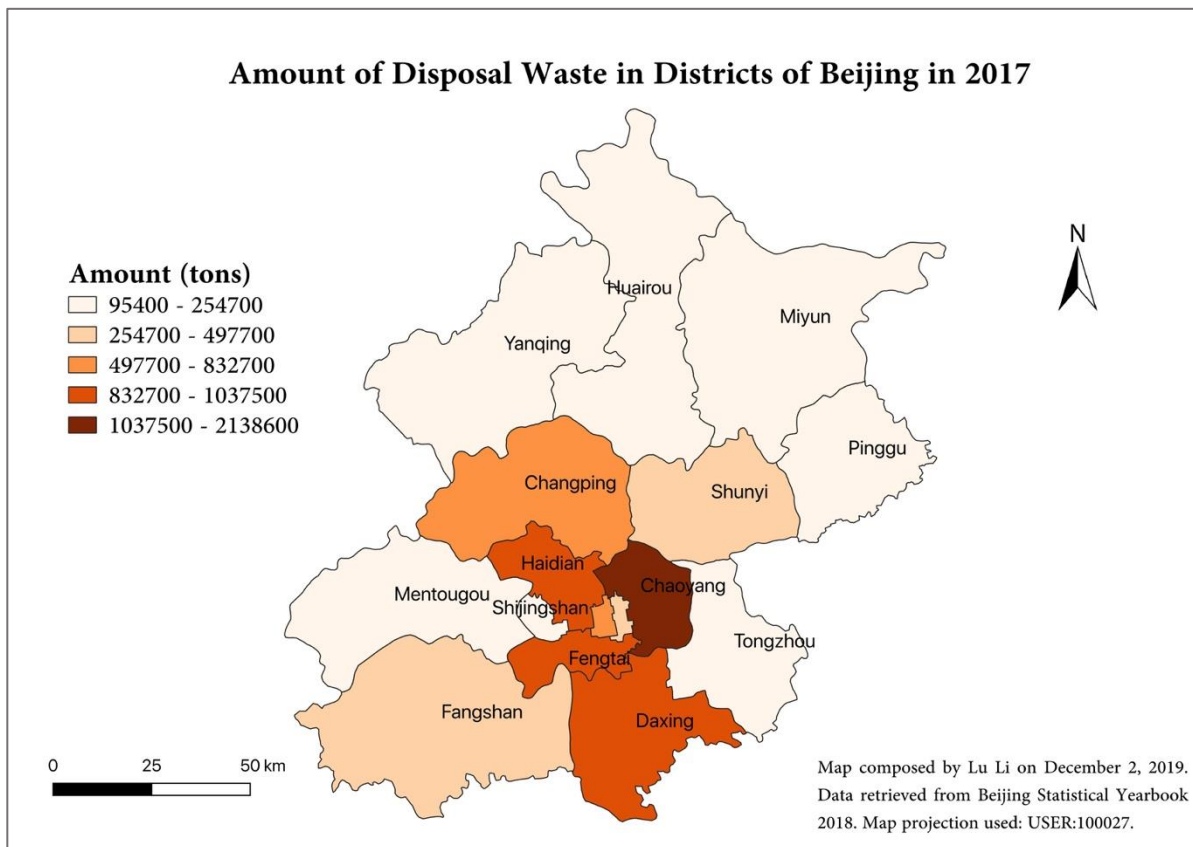 Amount of Disposal Waste in Districts of Beijing in 2017
N
Amount (tons)
95400 - 254700
254700 - 497700
497700 - 832700
832700 - 1037500
1037500 - 2138600
Huairou
Miyun
Yanqing
Pinggu
Changping
Shunyi
Haidian
Chaoyang
Mentougou
Shijingshan
Tongzhou
Fengtai
Fangshan
Daxing
0 25 50 km
Map composed by Lu Li on December 2, 2019.
Data retrieved from Beijing Statistical Yearbook
2018. Map projection used: USER:100027.